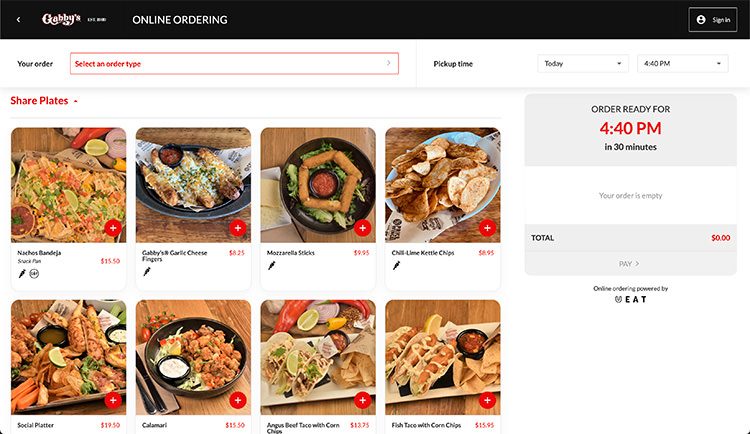 Gabby's EST. 1989
ONLINE ORDERING
Sign in
Your order
Select an order type
Pickup time
Today
4:40 PM
Share Plates
ORDER READY FOR
4:40 PM
in 30 minutes
Your order is empty
TOTAL $0.00
PAY
Online ordering powered by
UEAT
Nachos Bandeja
Snack Pan
$15.50
Gabby's® Garlic Cheese
Fingers
$8.25
Mozzarella Sticks
$9.95
Chili-Lime Kettle Chips
$8.95
Social Platter
$19.50
Calamari
$15.50
Angus Beef Taco with Corn
Chips
$13.75
Fish Taco with Corn Chips
$15.95